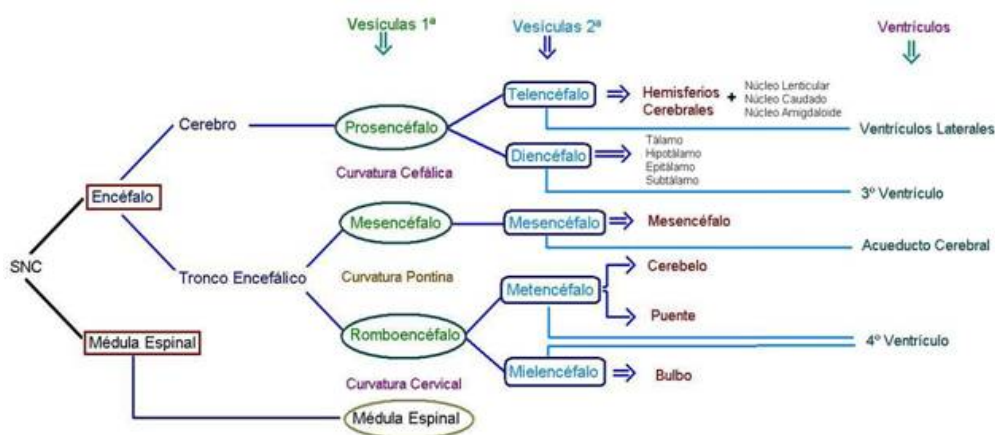 Vesículas 1ª
Vesículas 2ª
Ventrículos
Telencéfalo
Hemisferios
Cerebrales
+
Núcleo Lenticular
Núcleo Caudado
Núcleo Amigdaloide
Cerebro
Prosencéfalo
Ventrículos Laterales
Diencéfalo
Tálamo
Hipotálamo
Epitálamo
Subtálamo
Curvatura Cefálica
Encéfalo
3º Ventrículo
Mesencéfalo
Mesencéfalo
Mesencéfalo
Acueducto Cerebral
SNC
Tronco Encefálico
Curvatura Pontina
Cerebelo
Metencéfalo
Puente
Médula Espinal
Romboencéfalo
4º Ventrículo
Mielencéfalo
Bulbo
Curvatura Cervical
Médula Espinal